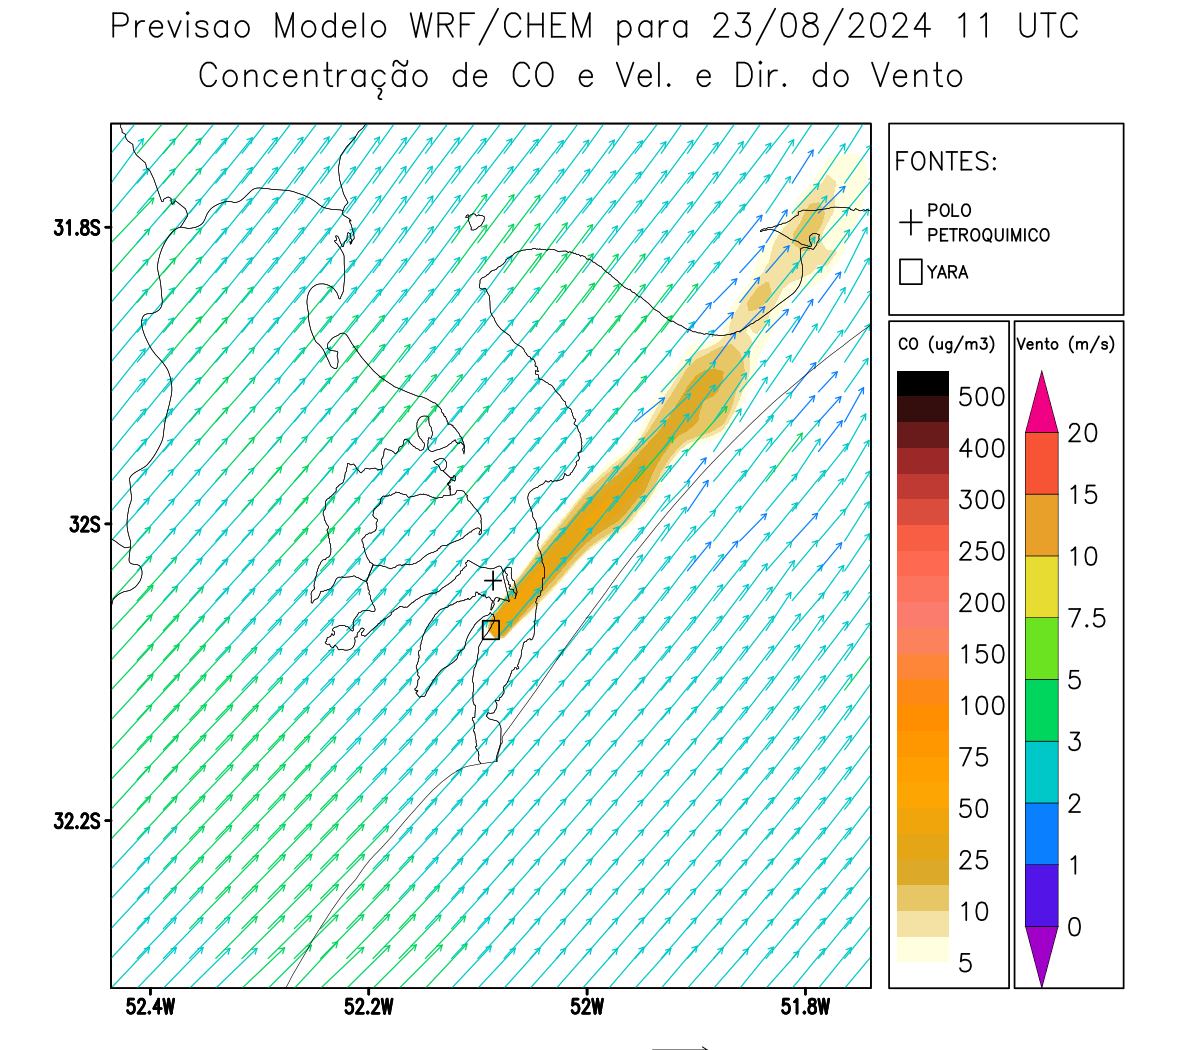 Previsao Modelo WRF/CHEM para 23/08/2024 11 UTC
Concentração de CO e Vel. e Dir. do Vento
FONTES:
POLO
PETROQUIMICO
YARA
CO (ug/m3)
500
400
300
250
200
150
100
75
50
25
10
5
Vento (m/s)
20
15
10
7.5
5
3
2
1
0
31.8S
32S
32.2S
52.4W
52.2W
52W
51.8W